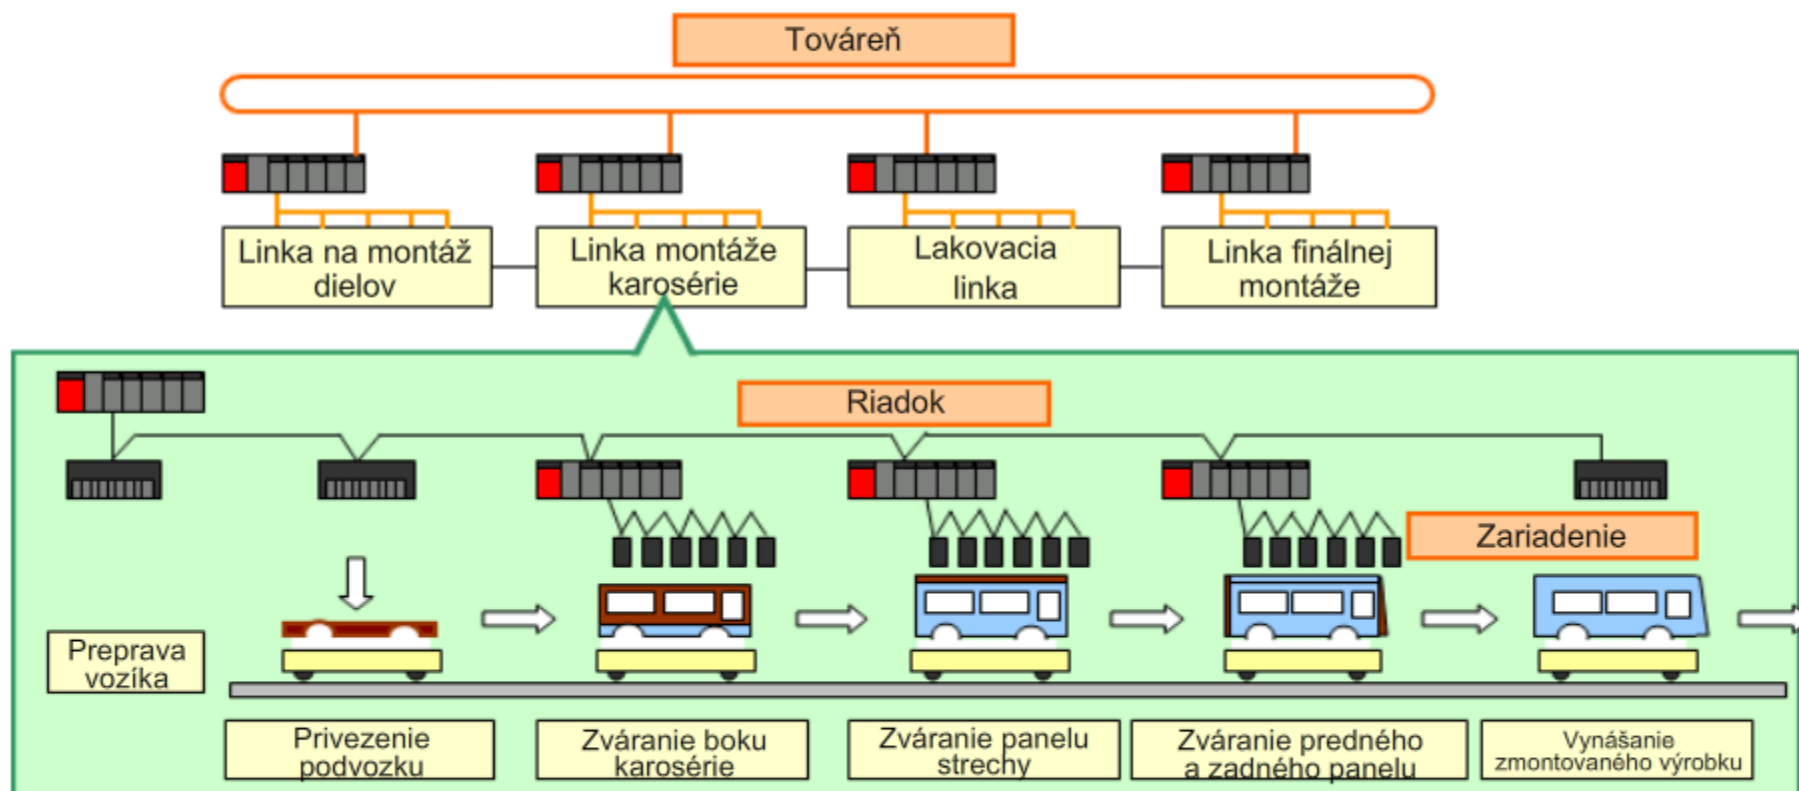 Továreň
Linka na montáž
dielov
Linka montáže
karosérie
Lakovacia
linka
Linka finálnej
montáže
Riadok
Zariadenie
Preprava
vozíka
Privezenie
podvozku
Zváranie boku
karosérie
Zváranie panelu
strechy
Zváranie predného
a zadného panelu
Vynášanie
zmontovaného výrobku